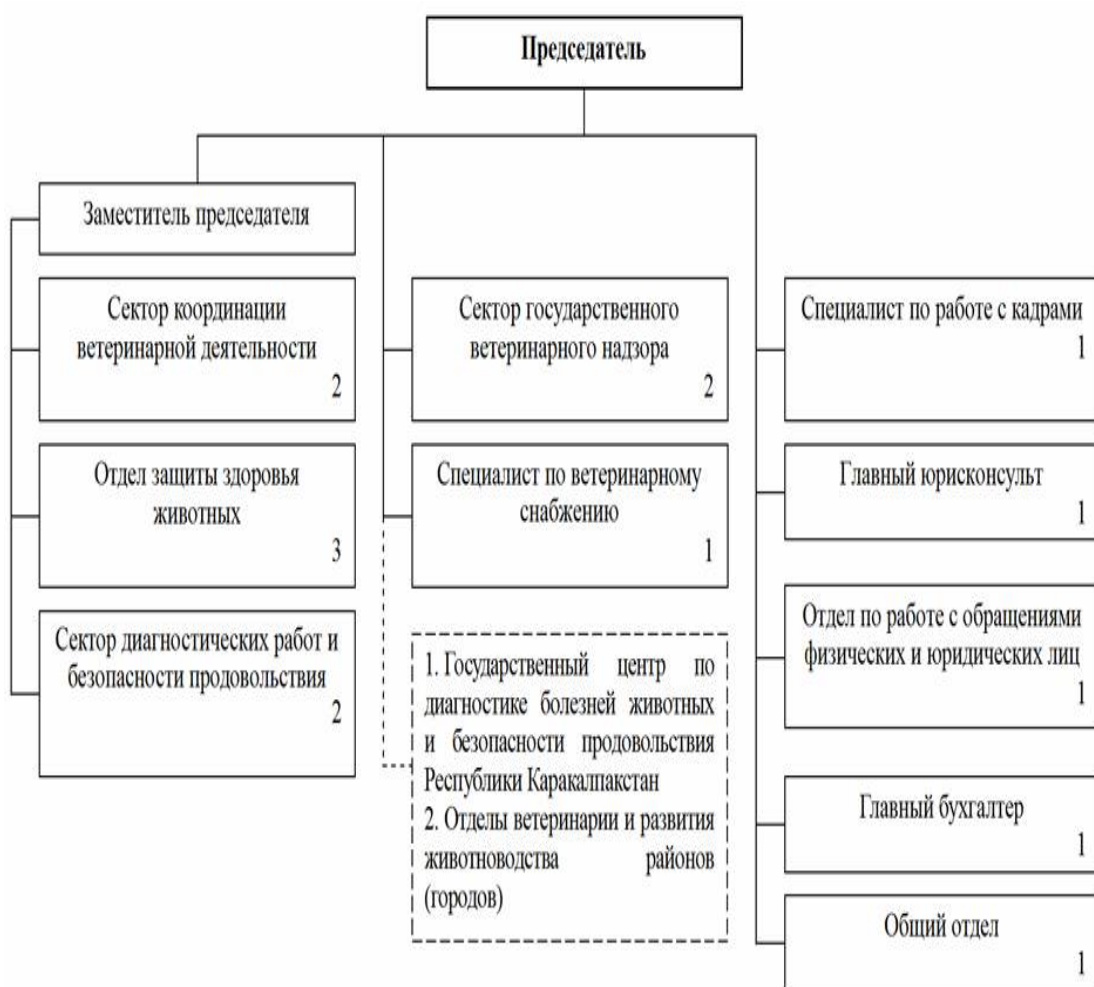 Председатель
Заместитель председателя
Сектор координации
ветеринарной деятельности
2
Отдел защиты здоровья
животных
3
Сектор диагностических работ и
безопасности продовольствия
2
Сектор государственного
ветеринарного надзора
2
Специалист по ветеринарному
снабжению
1
1. Государственный центр по
диагностике болезней животных
и безопасности продовольствия
Республики Каракалпакстан
2. Отделы ветеринарии и развития
животноводства районов
(городов)
Специалист по работе с кадрами
1
Главный юрисконсульт
1
Отдел по работе с обращениями
физических и юридических лиц
1
Главный бухгалтер
1
Общий отдел
1